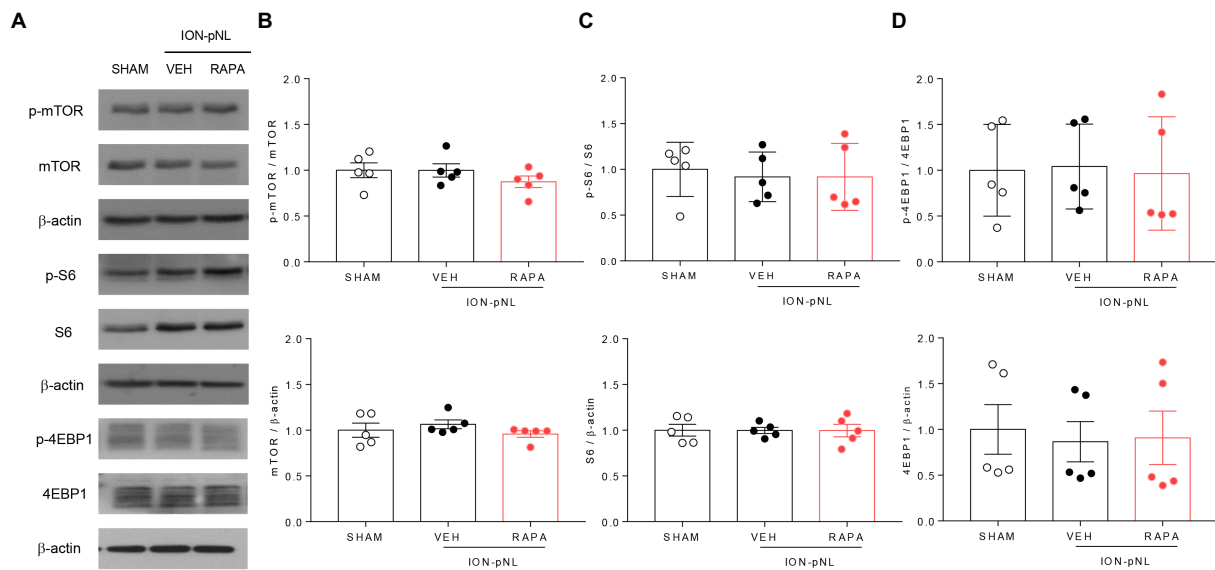 A
ION-pNL
SHAM VEH RAPA
p-mTOR
mTOR
β-actin
p-S6
S6
β-actin
p-4EBP1
4EBP1
β-actin
B
p-mTOR / mTOR
2.0
1.5
1.0
0.5
0.0
SHAM VEH RAPA
ION-pNL
mTOR / β-actin
2.0
1.5
1.0
0.5
0.0
SHAM VEH RAPA
ION-pNL
C
p-S6 / S6
2.0
1.5
1.0
0.5
0.0
SHAM VEH RAPA
ION-pNL
S6 / β-actin
2.0
1.5
1.0
0.5
0.0
SHAM VEH RAPA
ION-pNL
D
p-4EBP1 / 4EBP1
2.0
1.5
1.0
0.5
0.0
SHAM VEH RAPA
ION-pNL
4EBP1 / β-actin
2.0
1.5
1.0
0.5
0.0
SHAM VEH RAPA
ION-pNL